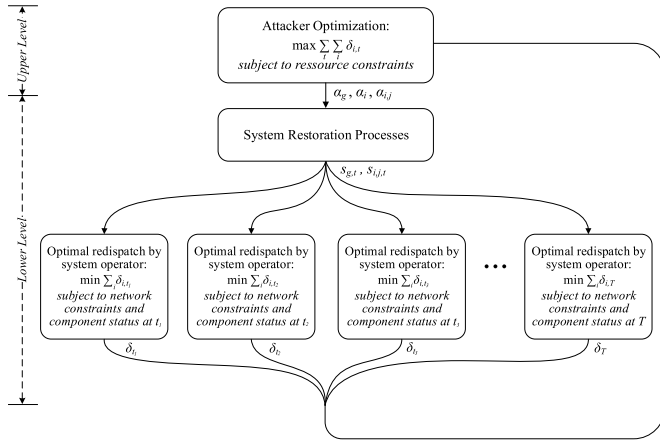 Upper Level
Attacker Optimization:
max ∑_t ∑_i δ_{i,t}
subject to ressource constraints
α_g , α_i , α_{i,j}
System Restoration Processes
s_{g,t} , s_{i,j,t}
Lower Level
Optimal redispatch by
system operator:
min ∑_i δ_{i,t_1}
subject to network
constraints and
component status at t_1
δ_{t_1}
Optimal redispatch by
system operator:
min ∑_i δ_{i,t_2}
subject to network
constraints and
component status at t_2
δ_{t_2}
Optimal redispatch by
system operator:
min ∑_i δ_{i,t_3}
subject to network
constraints and
component status at t_3
δ_{t_3}
•••
Optimal redispatch by
system operator:
min ∑_i δ_{i,T}
subject to network
constraints and
component status at T
δ_T